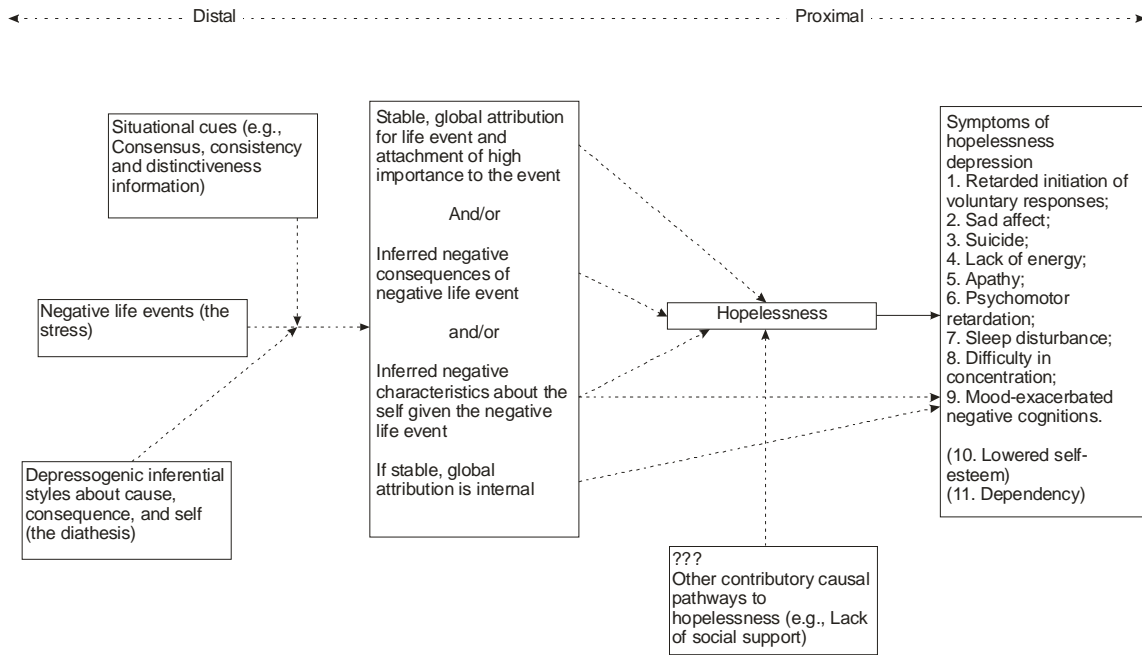 Distal
Proximal
Situational cues (e.g.,
Consensus, consistency
and distinctiveness
information)
Negative life events (the
stress)
Depressogenic inferential
styles about cause,
consequence, and self
(the diathesis)
Stable, global attribution
for life event and
attachment of high
importance to the event
And/or
Inferred negative
consequences of
negative life event
and/or
Inferred negative
characteristics about the
self given the negative
life event
If stable, global
attribution is internal
Hopelessness
???
Other contributory causal
pathways to
hopelessness (e.g., Lack
of social support)
Symptoms of
hopelessness
depression
1. Retarded initiation of
voluntary responses;
2. Sad affect;
3. Suicide;
4. Lack of energy;
5. Apathy;
6. Psychomotor
retardation;
7. Sleep disturbance;
8. Difficulty in
concentration;
9. Mood-exacerbated
negative cognitions.
(10. Lowered self-
esteem)
(11. Dependency)